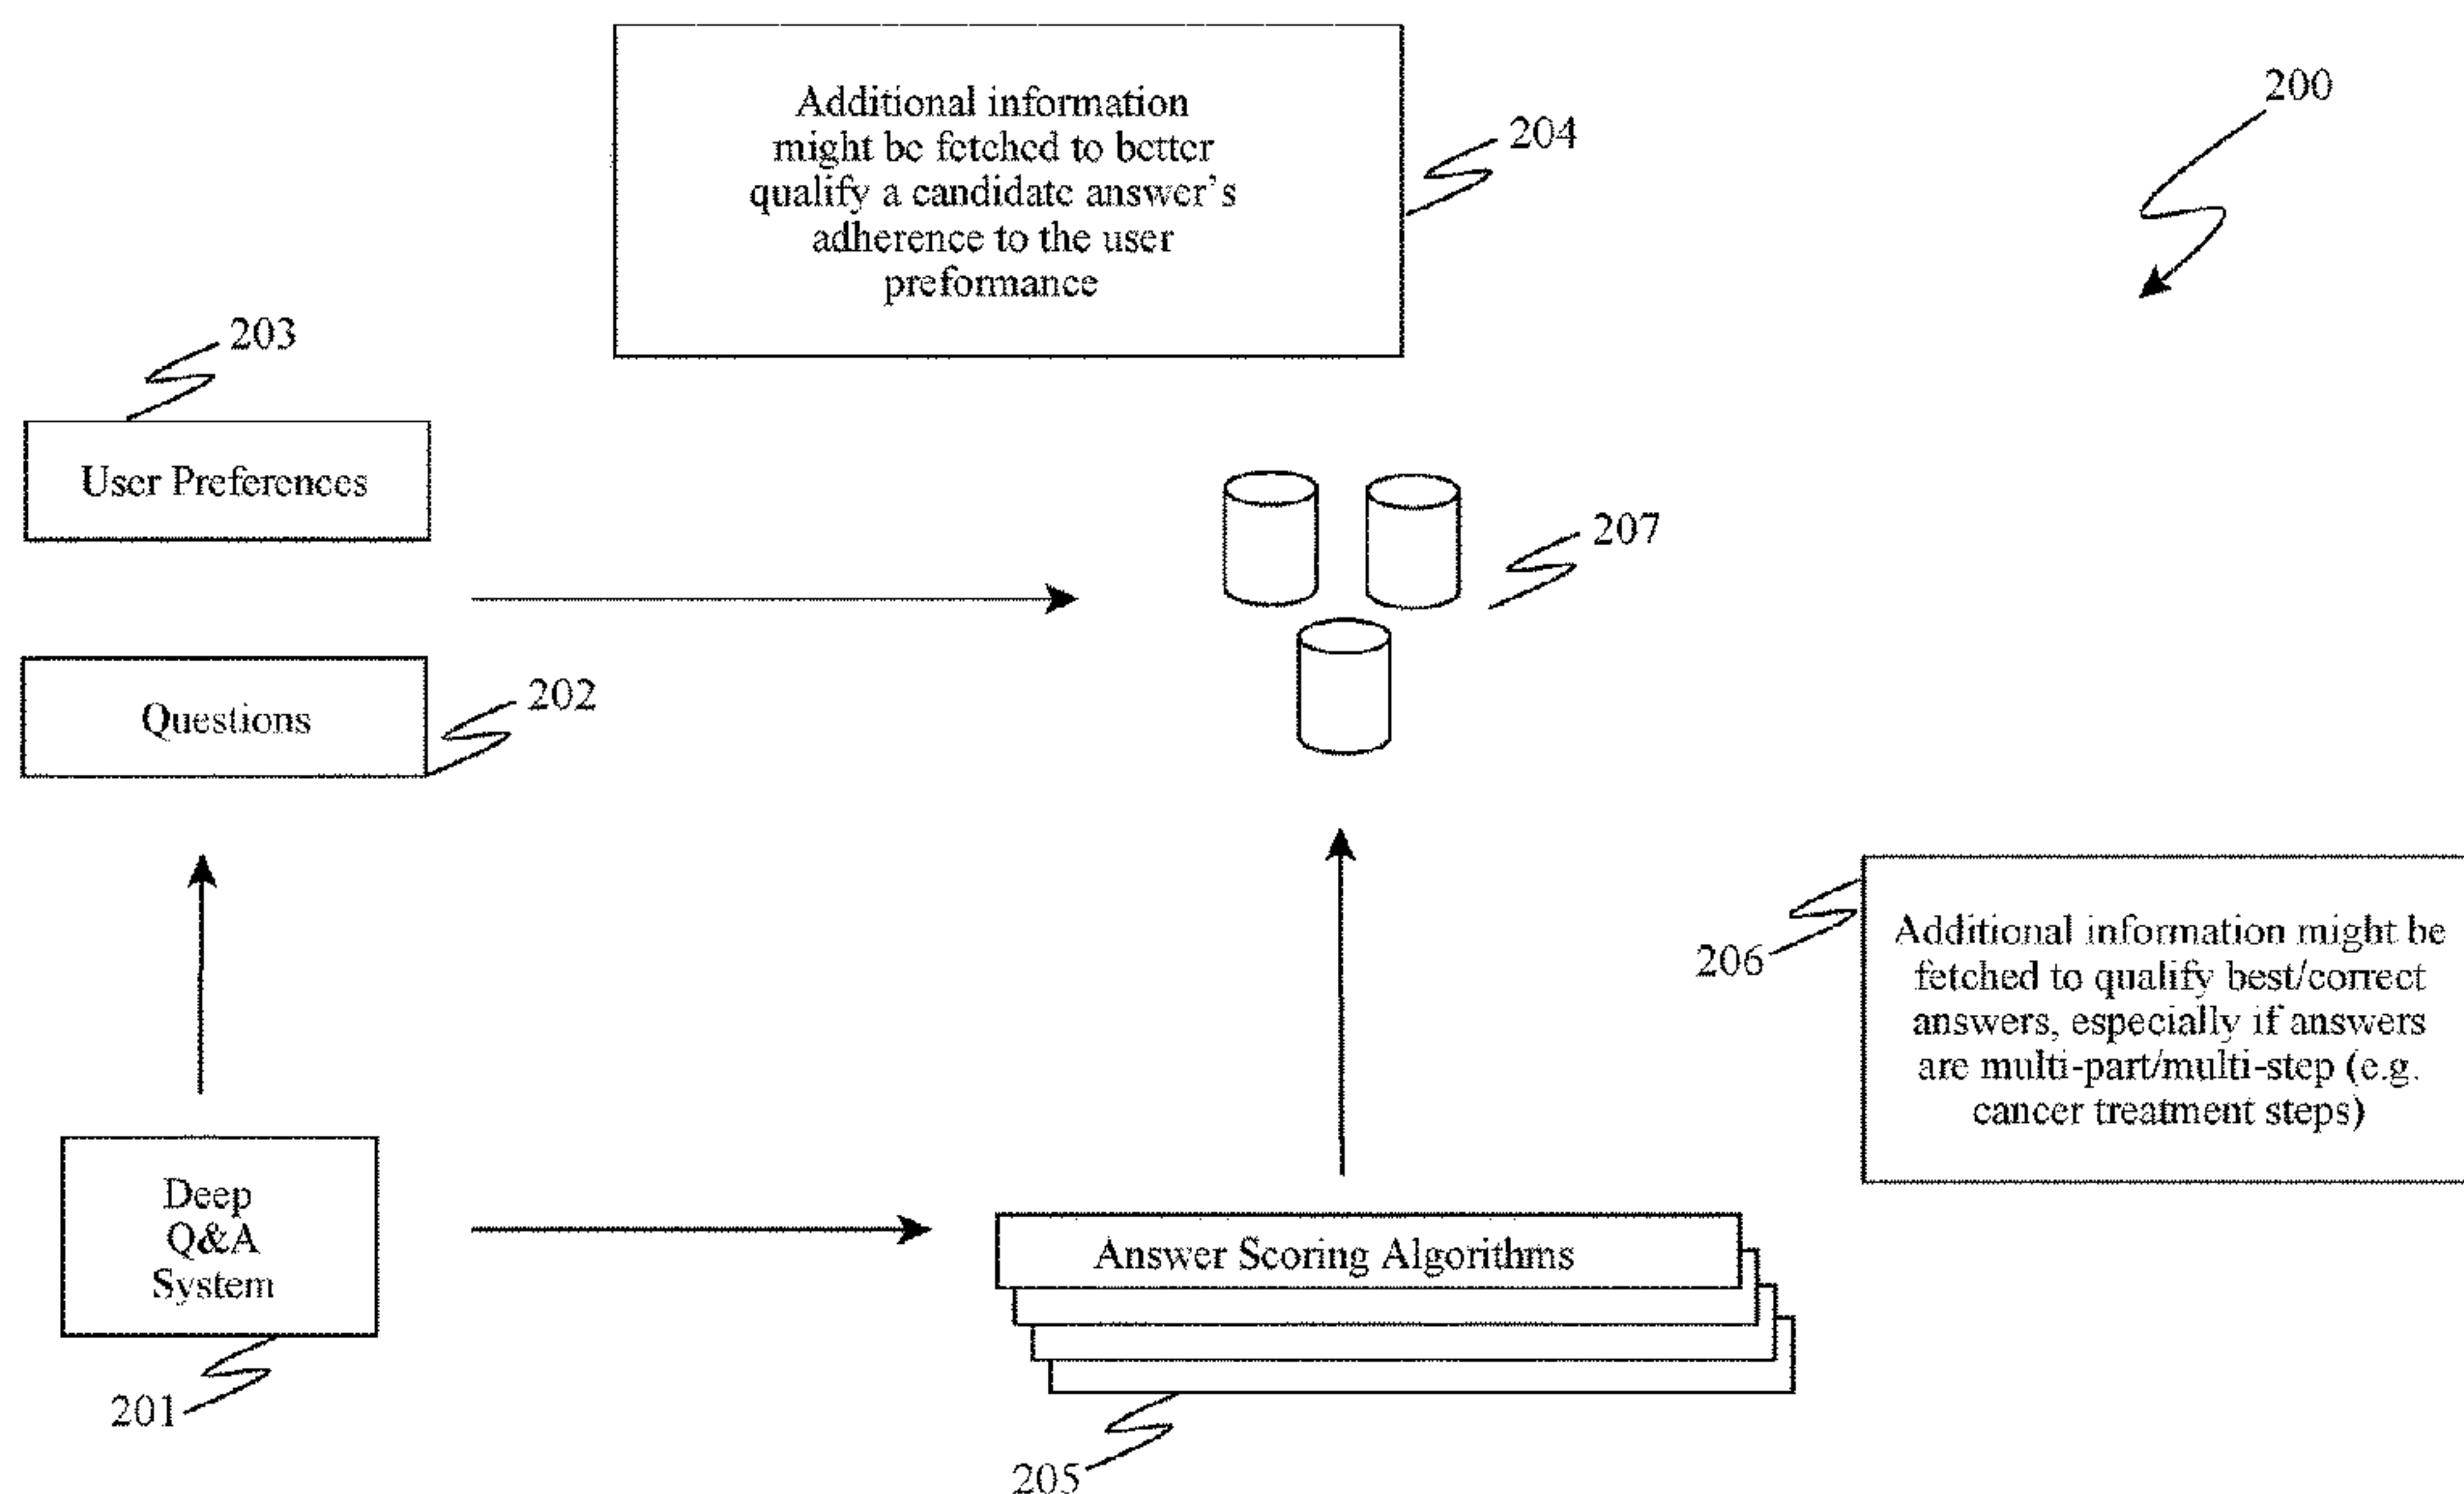 Additional information
might be fetched to better
qualify a candidate answer's
adherence to the user
preformance
204
200
203
User Preferences
207
Questions
202
206
Additional information might be
fetched to qualify best/correct
answers, especially if answers
are multi-part/multi-step (e.g.
cancer treatment steps)
Deep
Q&A
System
201
Answer Scoring Algorithms
205